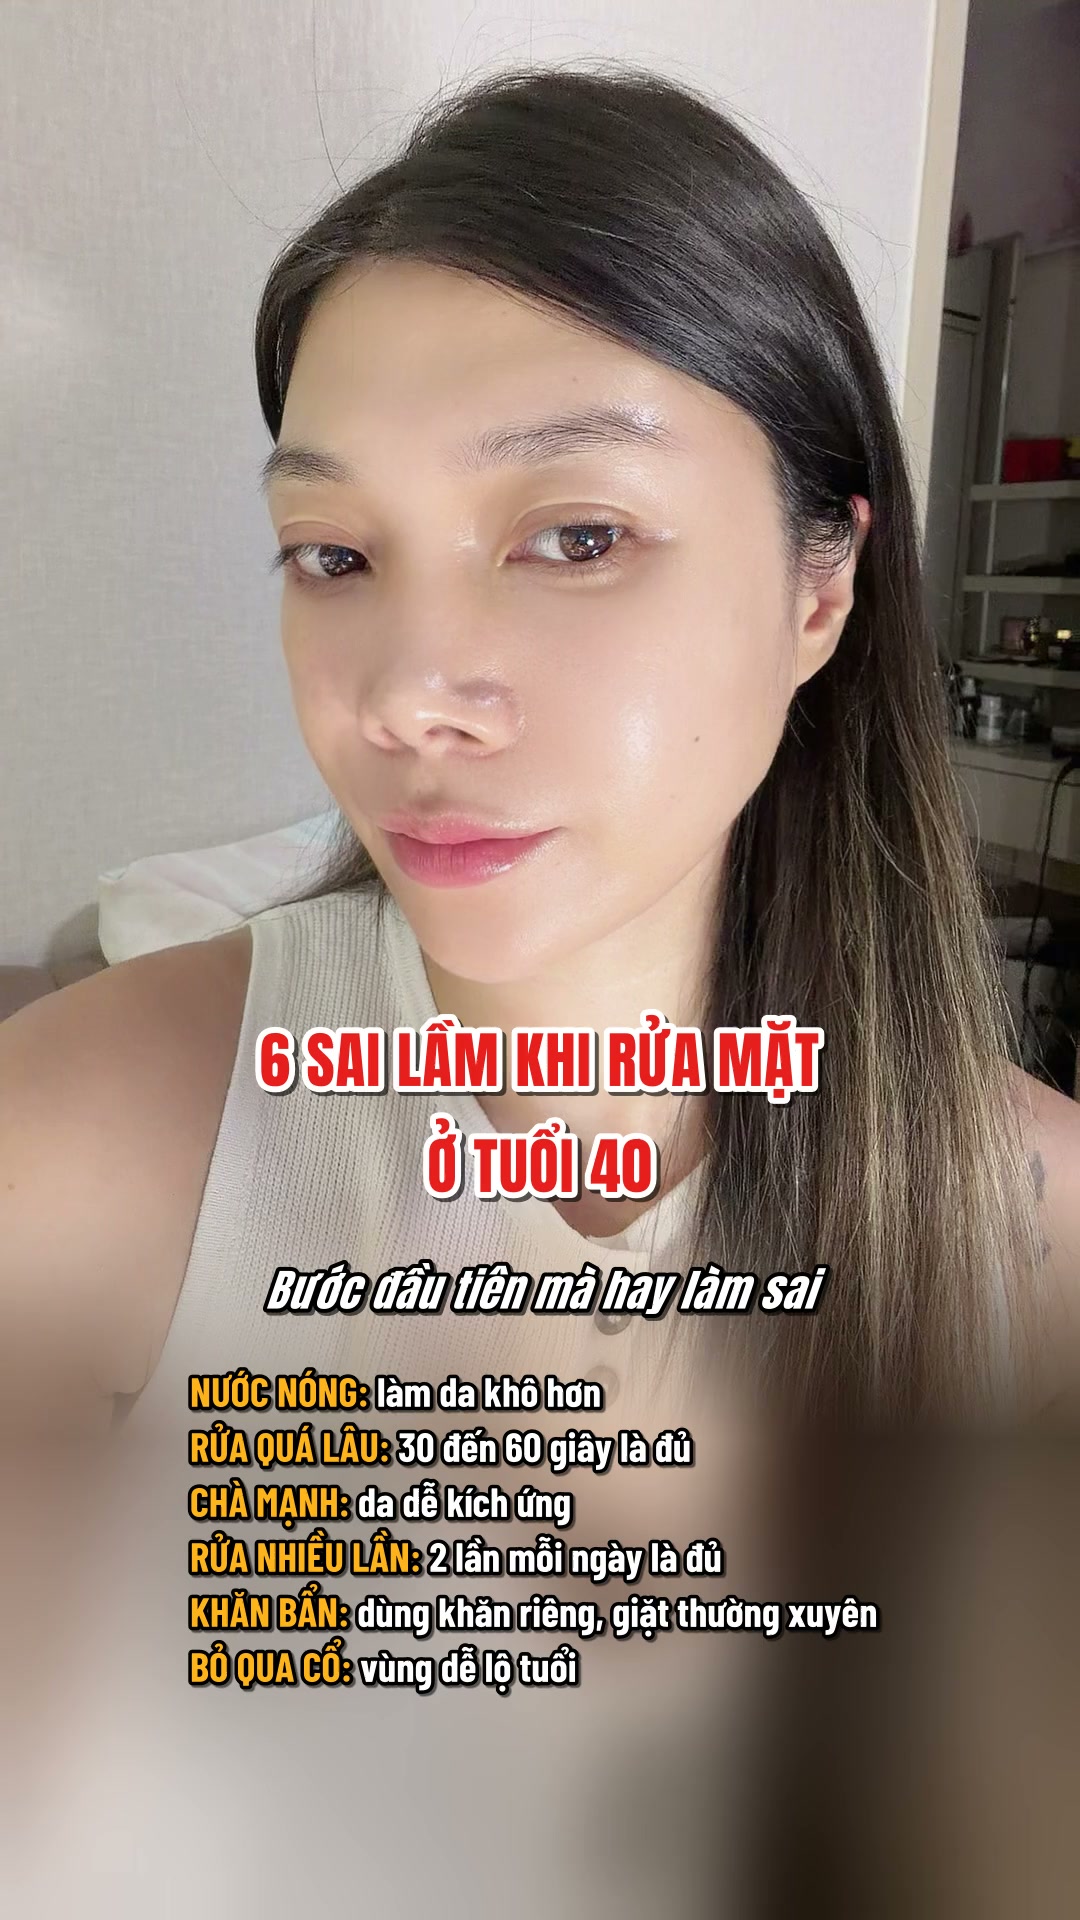 6 SAI LẦM KHI RỬA MẶT
Ở TUỔI 40
Bước đầu tiên mà hay làm sai
NƯỚC NÓNG: làm da khô hơn
RỬA QUÁ LÂU: 30 đến 60 giây là đủ
CHÀ MẠNH: da dễ kích ứng
RỬA NHIỀU LẦN: 2 lần mỗi ngày là đủ
KHĂN BẨN: dùng khăn riêng, giặt thường xuyên
BỎ QUA CỔ: vùng dễ lộ tuổi